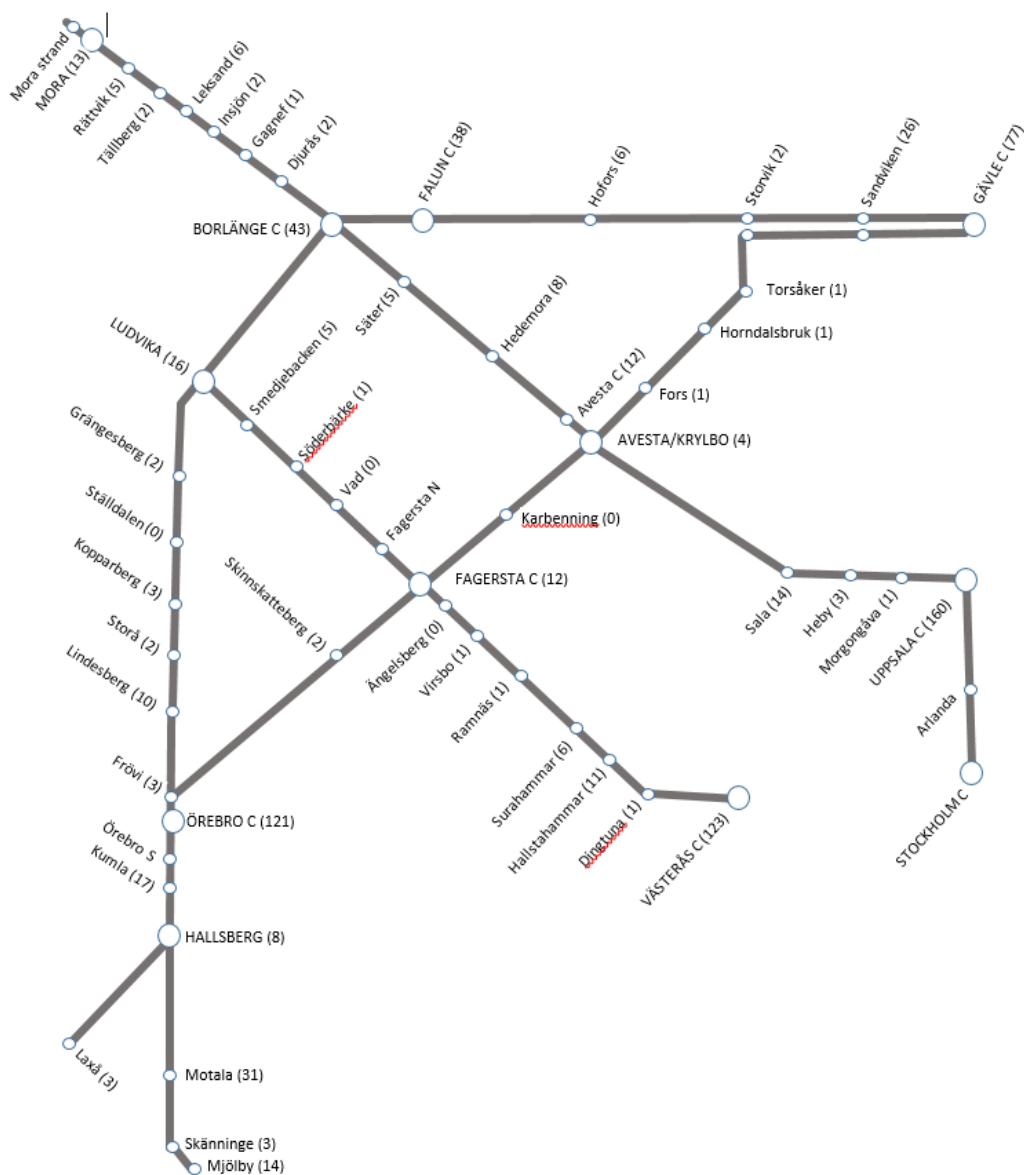 Mora strand
MORA (13)
Rättvik (5)
Tällberg (2)
Leksand (6)
Insjön (2)
Gagnef (1)
Djurås (2)
BORLÄNGE C (43)
FALUN C (38)
Hofors (6)
Storvik (2)
Sandviken (26)
GÄVLE C (77)
Torsåker (1)
Horndalsbruk (1)
Fors (1)
Säter (5)
Hedemora (8)
Avesta C (12)
AVESTA/KRYLBO (4)
LUDVIKA (16)
Smedjebacken (5)
Söderbärke (1)
Vad (0)
Fagersta N
Karbenning (0)
FAGERSTA C (12)
Grängesberg (2)
Ställdalen (0)
Kopparberg (3)
Storå (2)
Lindesberg (10)
Skinnskatteberg (2)
Frövi (3)
Ängelsberg (0)
Virsbo (1)
Ramnäs (1)
Surahammar (6)
Hallstahammar (11)
Dingtuna (1)
VÄSTERÅS C (123)
Sala (14)
Heby (3)
Morgongåva (1)
UPPSALA C (160)
Arlanda
STOCKHOLM C
ÖREBRO C (121)
Örebro S
Kumla (17)
HALLSBERG (8)
Laxå (3)
Motala (31)
Skänninge (3)
Mjölby (14)